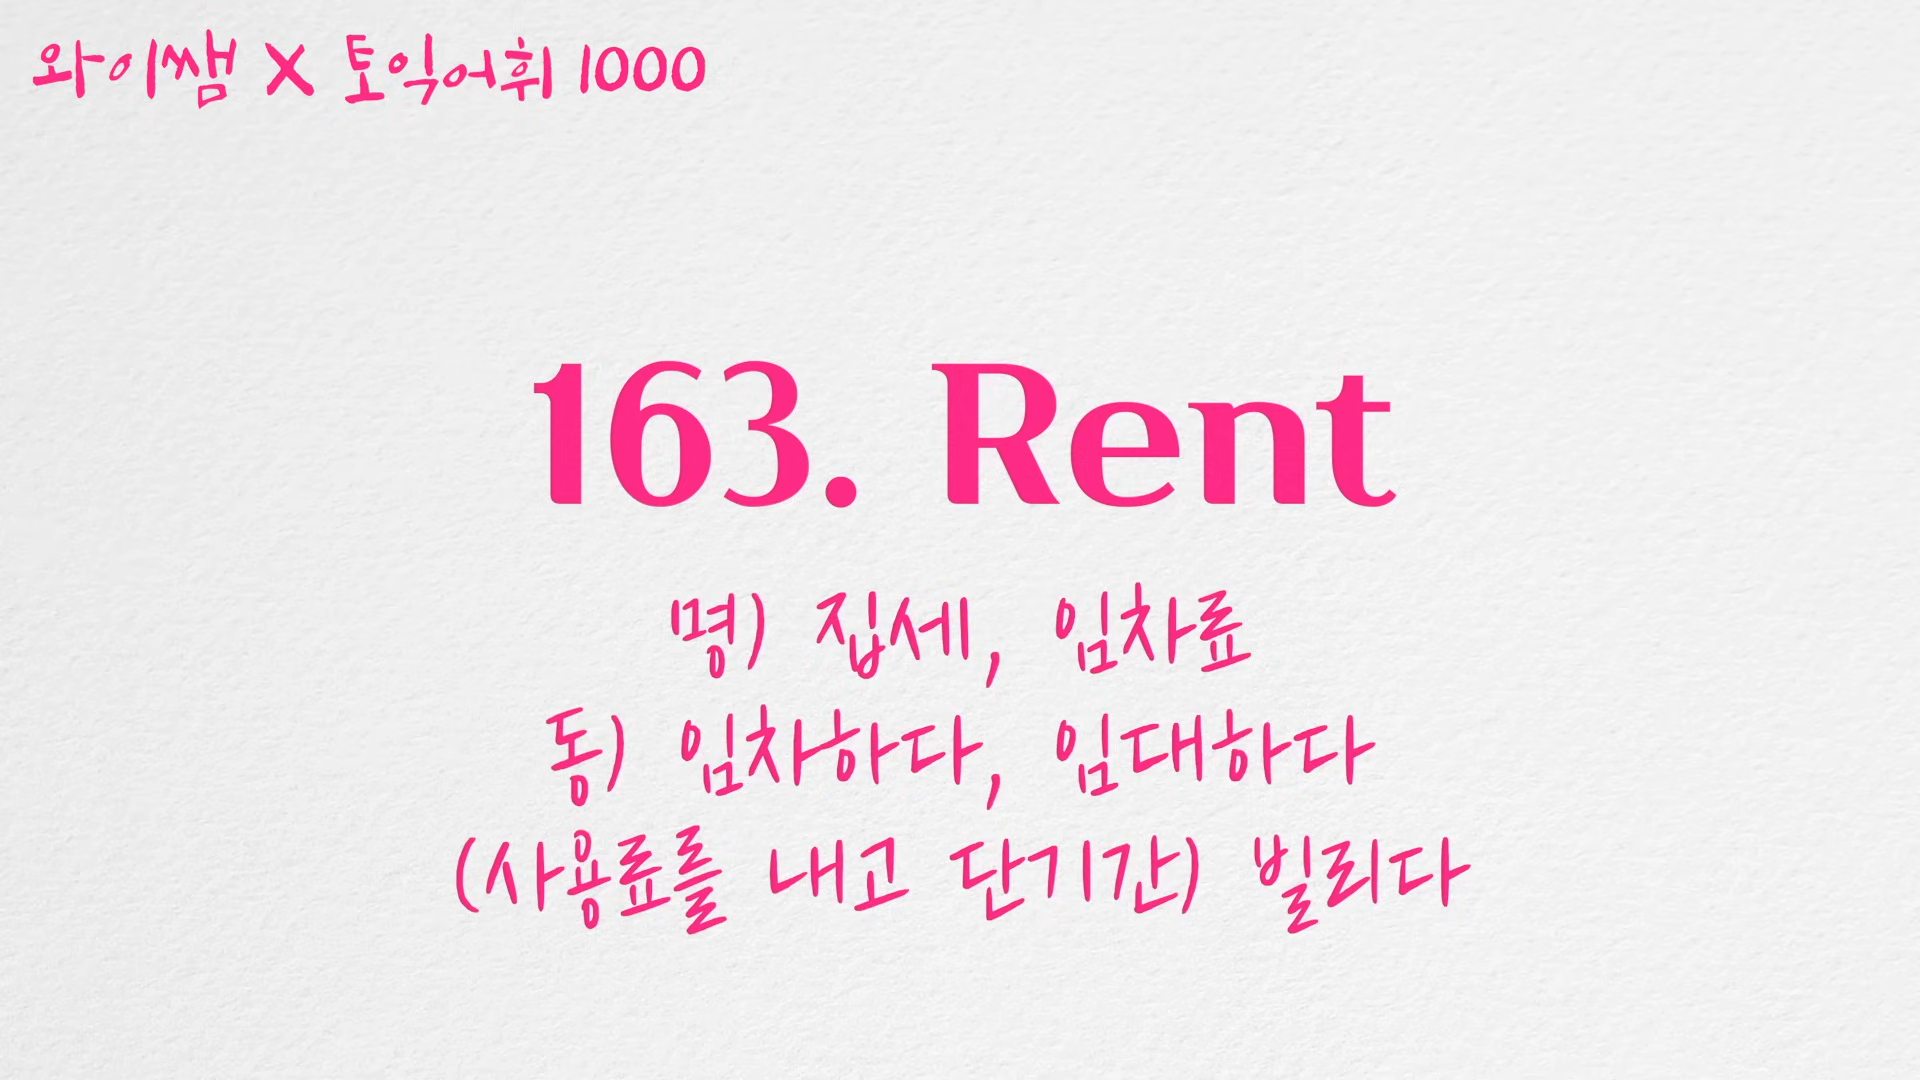 와이쌤 X 토익어휘 1000
163. Rent
명) 집세, 임차료
동) 임차하다, 임대하다
(사용료를 내고 단기간) 빌리다